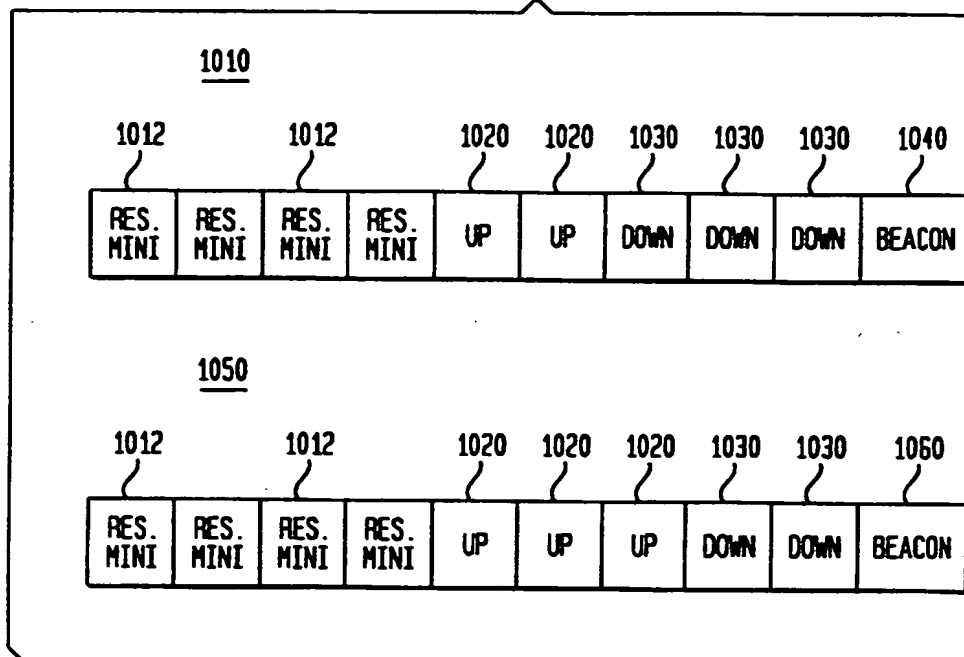 1010
1012 1012 1020 1020 1030 1030 1030 1040
RES. MINI RES. MINI RES. MINI RES. MINI UP UP DOWN DOWN DOWN BEACON
1050
1012 1012 1020 1020 1020 1030 1030 1060
RES. MINI RES. MINI RES. MINI RES. MINI UP UP UP DOWN DOWN BEACON